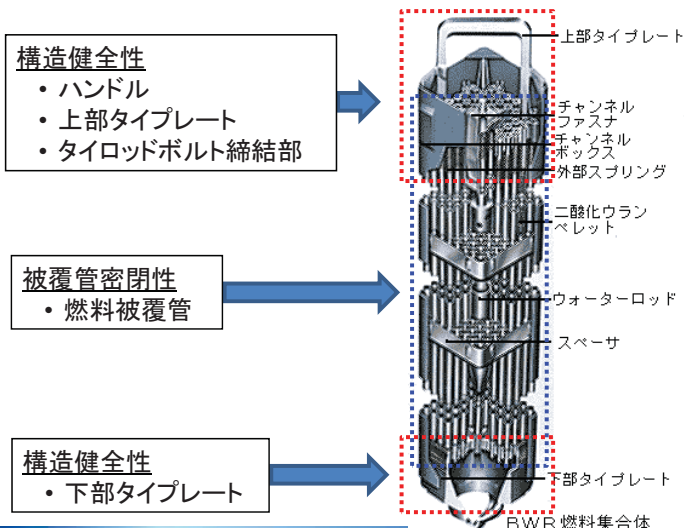 構造健全性
• ハンドル
• 上部タイプレート
• タイロッドボルト締結部
被覆管密閉性
• 燃料被覆管
構造健全性
• 下部タイプレート
上部タイプレート
チャンネル
ファスナ
チャンネル
ボックス
外部スプリング
二酸化ウラン
ペレット
ウォーターロッド
スペーサ
下部タイプレート
BWR燃料集合体